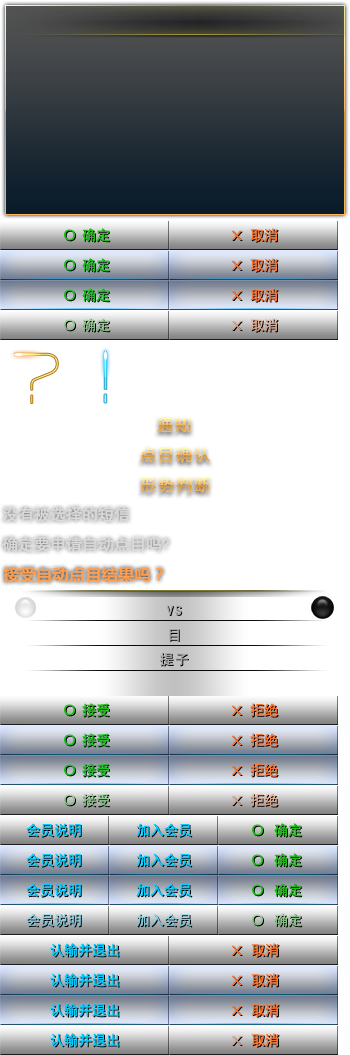 确定 取消
确定 取消
确定 取消
确定 取消
? !
通知
点目确认
形势判断
没有被选择的短信
确定要申请自动点目吗?
接受自动点目结果吗？
VS
目
提子
接受 拒绝
接受 拒绝
接受 拒绝
接受 拒绝
会员说明 加入会员 确定
会员说明 加入会员 确定
会员说明 加入会员 确定
会员说明 加入会员 确定
认输并退出 取消
认输并退出 取消
认输并退出 取消
认输并退出 取消